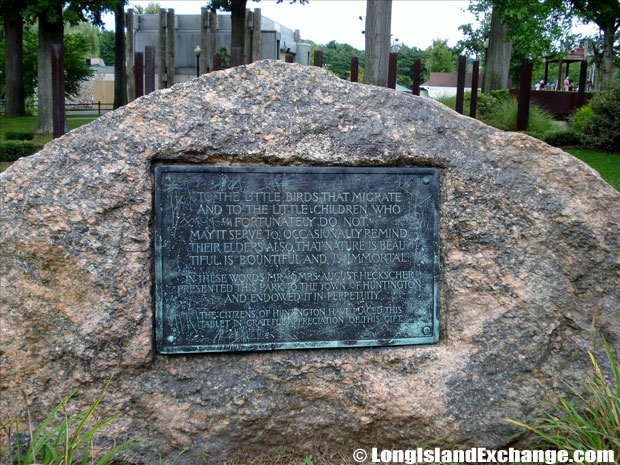 TO THE LITTLE BIRDS THAT MIGRATE
AND TO THE LITTLE CHILDREN WHO
FORTUNATELY DO NOT
MAY IT SERVE TO OCCASIONALLY REMIND
THEIR ELDERS ALSO, THAT NATURE IS BEAU
TIFUL, IS BOUNTIFUL AND, IS IMMORTAL.
IN THESE WORDS MR. & MRS. AUGUST HECKSCHER
PRESENTED THIS PARK TO THE TOWN OF HUNTINGTON
AND ENDOWED IT IN PERPETUITY
THE CITIZENS OF HUNTINGTON HAVE PLACED THIS
TABLET IN GRATEFUL APPRECIATION OF THIS GIFT
© LongIslandExchange.com